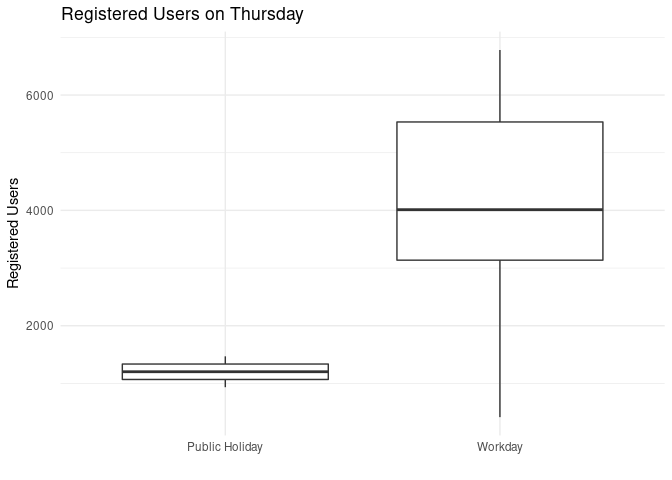 Registered Users on Thursday
Registered Users
6000
4000
2000
Public Holiday
Workday